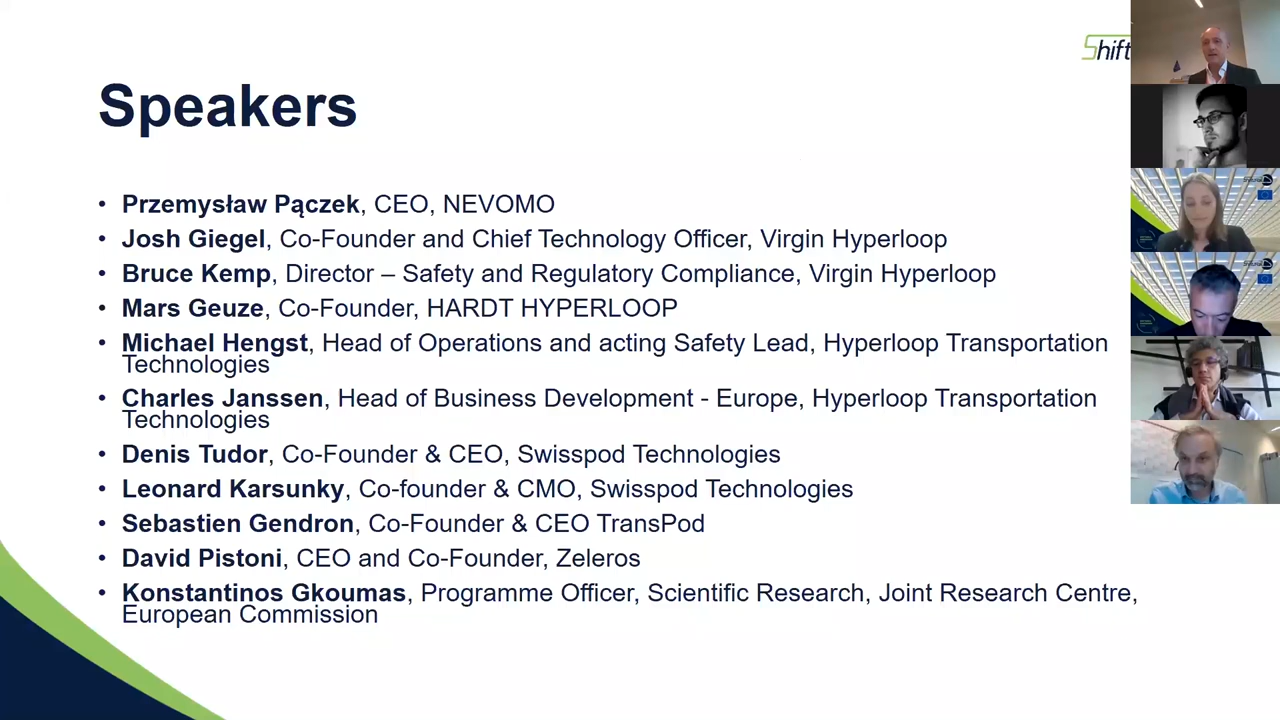 Shift
Speakers
• Przemysław Pączek, CEO, NEVOMO
• Josh Giegel, Co-Founder and Chief Technology Officer, Virgin Hyperloop
• Bruce Kemp, Director – Safety and Regulatory Compliance, Virgin Hyperloop
• Mars Geuze, Co-Founder, HARDT HYPERLOOP
• Michael Hengst, Head of Operations and acting Safety Lead, Hyperloop Transportation
Technologies
• Charles Janssen, Head of Business Development - Europe, Hyperloop Transportation
Technologies
• Denis Tudor, Co-Founder & CEO, Swisspod Technologies
• Leonard Karsunky, Co-founder & CMO, Swisspod Technologies
• Sebastien Gendron, Co-Founder & CEO TransPod
• David Pistoni, CEO and Co-Founder, Zeleros
• Konstantinos Gkoumas, Programme Officer, Scientific Research, Joint Research Centre,
European Commission